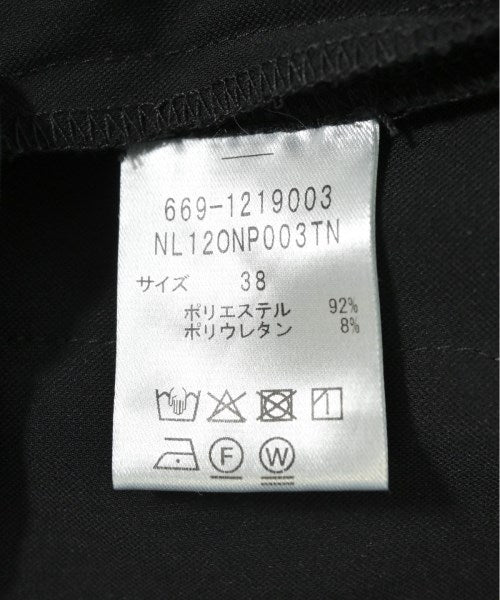 669-1219003
NL120NP003TN
サイズ 38
ポリエステル 92%
ポリウレタン 8%
F W